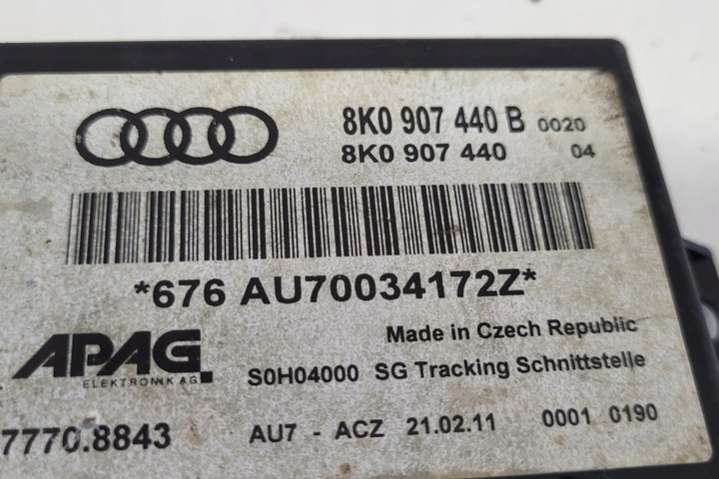 8K0 907 440 B 0020
8K0 907 440 04
*676 AU70034172Z*
APAG
ELEKTRONIK AG
Made in Czech Republic
S0H04000 SG Tracking Schnittstelle
7770.8843
AU7 - ACZ 21.02.11 0001 0190